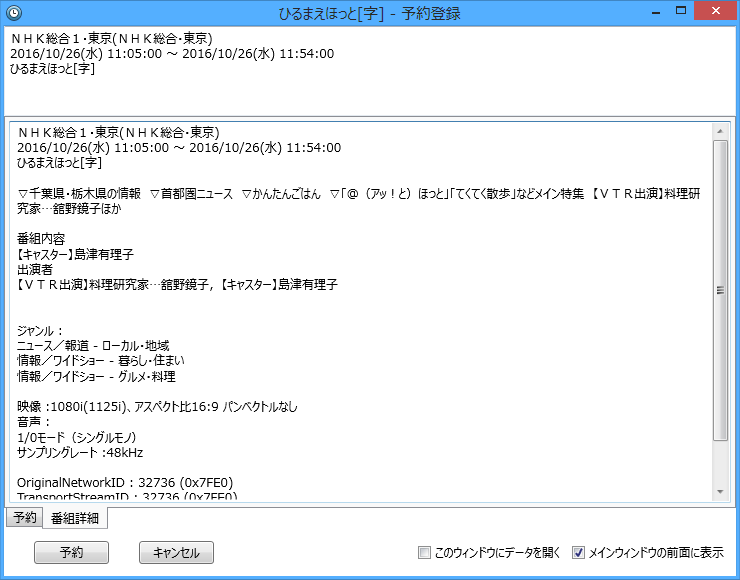 ひるまえほっと[字] - 予約登録
ＮＨＫ総合１・東京(ＮＨＫ総合・東京)
2016/10/26(水) 11:05:00 ～ 2016/10/26(水) 11:54:00
ひるまえほっと[字]
ＮＨＫ総合１・東京(ＮＨＫ総合・東京)
2016/10/26(水) 11:05:00 ～ 2016/10/26(水) 11:54:00
ひるまえほっと[字]
▽千葉県・栃木県の情報　▽首都圏ニュース　▽かんたんごはん　▽「＠（アッ！と）ほっと」「てくてく散歩」などメイン特集　【ＶＴＲ出演】料理研
究家…舘野鏡子ほか
番組内容
【キャスター】島津有理子
出演者
【ＶＴＲ出演】料理研究家…舘野鏡子，【キャスター】島津有理子
ジャンル :
ニュース／報道 - ローカル・地域
情報／ワイドショー - 暮らし・住まい
情報／ワイドショー - グルメ・料理
映像 :1080i(1125i)、アスペクト比16:9 パンベクトルなし
音声 :
1/0モード（シングルモノ）
サンプリングレート :48kHz
OriginalNetworkID : 32736 (0x7FE0)
TransportStreamID : 32736 (0x7FE0)
予約 番組詳細
予約 キャンセル このウィンドウにデータを開く メインウィンドウの前面に表示